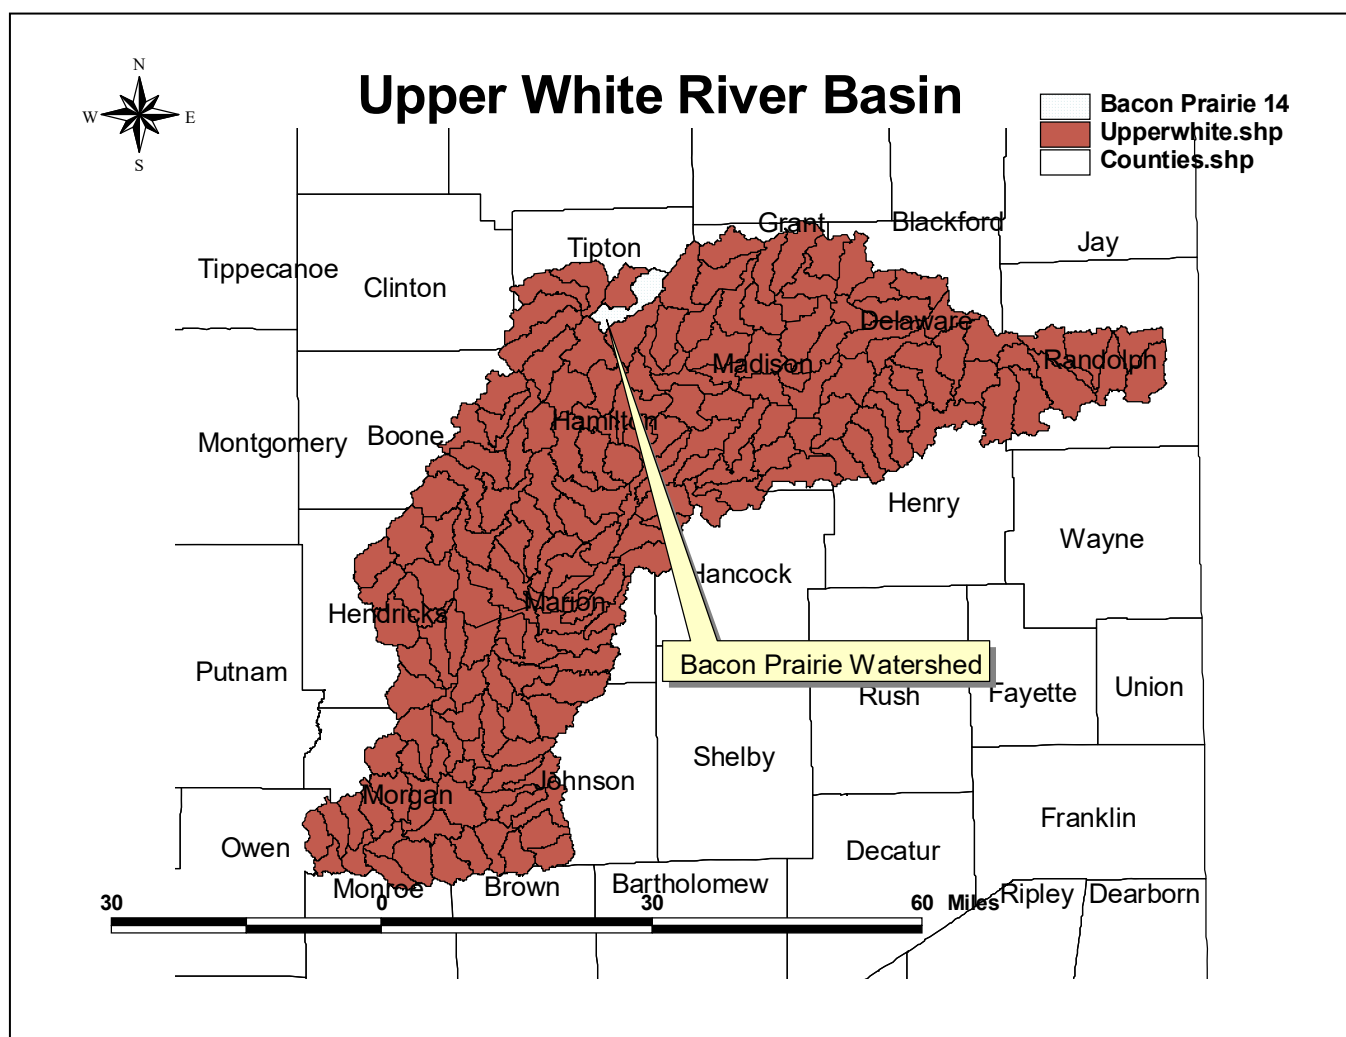 N
W
E
S
Upper White River Basin
Bacon Prairie 14
Upperwhite.shp
Counties.shp
Grant
Blackford
Tipton
Jay
Tippecanoe
Clinton
Delaware
Madison
Randolph
Hamilton
Montgomery
Boone
Henry
Wayne
Hancock
Marion
Hendricks
Bacon Prairie Watershed
Putnam
Rush
Fayette
Union
Shelby
Johnson
Morgan
Franklin
Owen
Decatur
Monroe
Brown
Bartholomew
Ripley
Dearborn
30 0 30 60 Miles